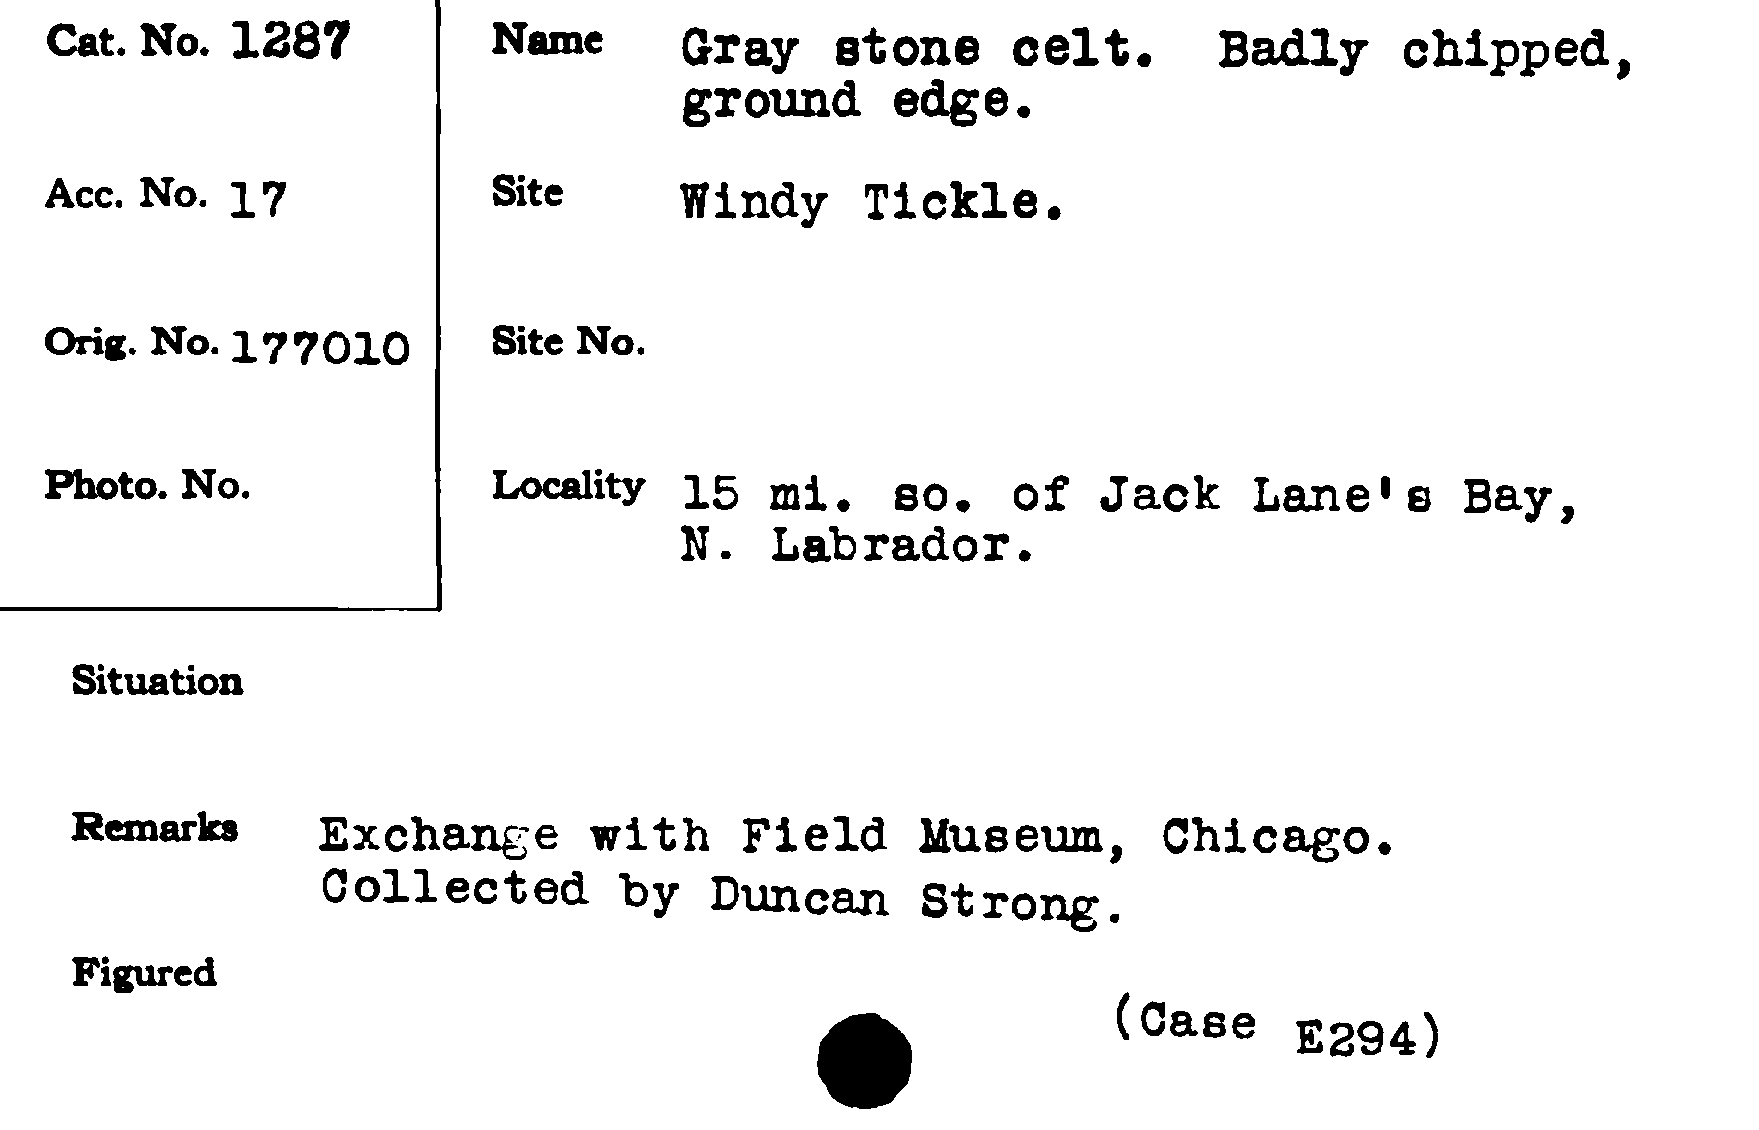 Cat. No. 1287
Name Gray stone celt. Badly chipped,
ground edge.
Acc. No. 17
Site Windy Tickle.
Orig. No. 177010
Site No.
Photo. No.
Locality 15 mi. so. of Jack Lane's Bay,
N. Labrador.
Situation
Remarks Exchange with Field Museum, Chicago.
Collected by Duncan Strong.
Figured
(Case E294)